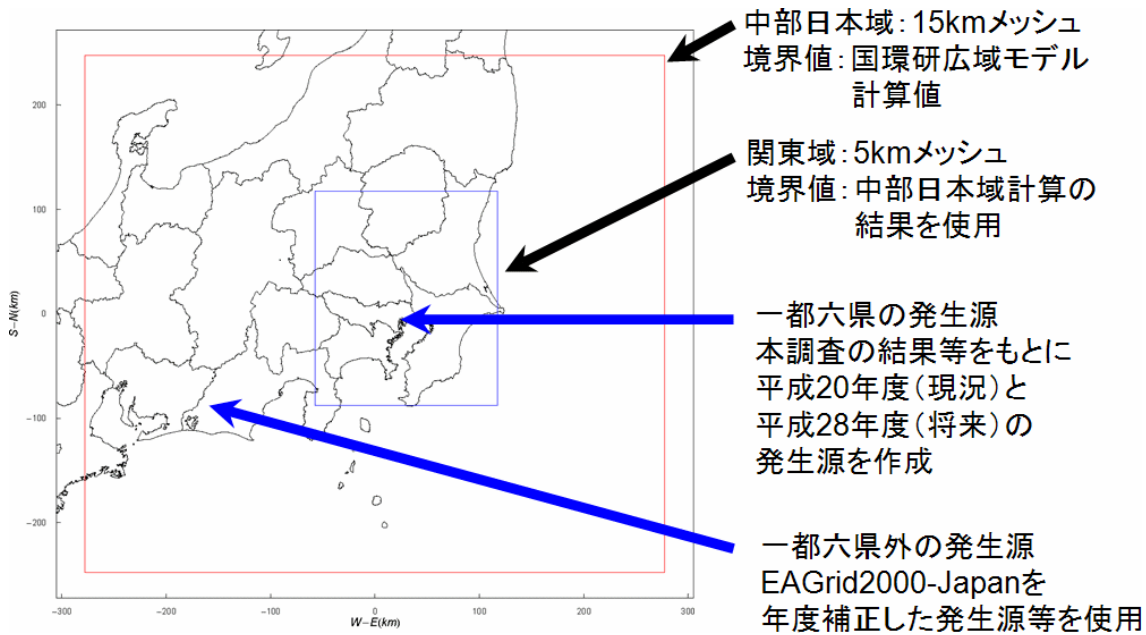 中部日本域：15kmメッシュ
境界値：国環研広域モデル
計算値
関東域：5kmメッシュ
境界値：中部日本域計算の
結果を使用
一都六県の発生源
本調査の結果等をもとに
平成20年度（現況）と
平成28年度（将来）の
発生源を作成
一都六県外の発生源
EAGrid2000-Japanを
年度補正した発生源等を使用
S−N(km)
200
100
0
−100
−200
−300
−200
−100
0
100
200
300
W−E(km)